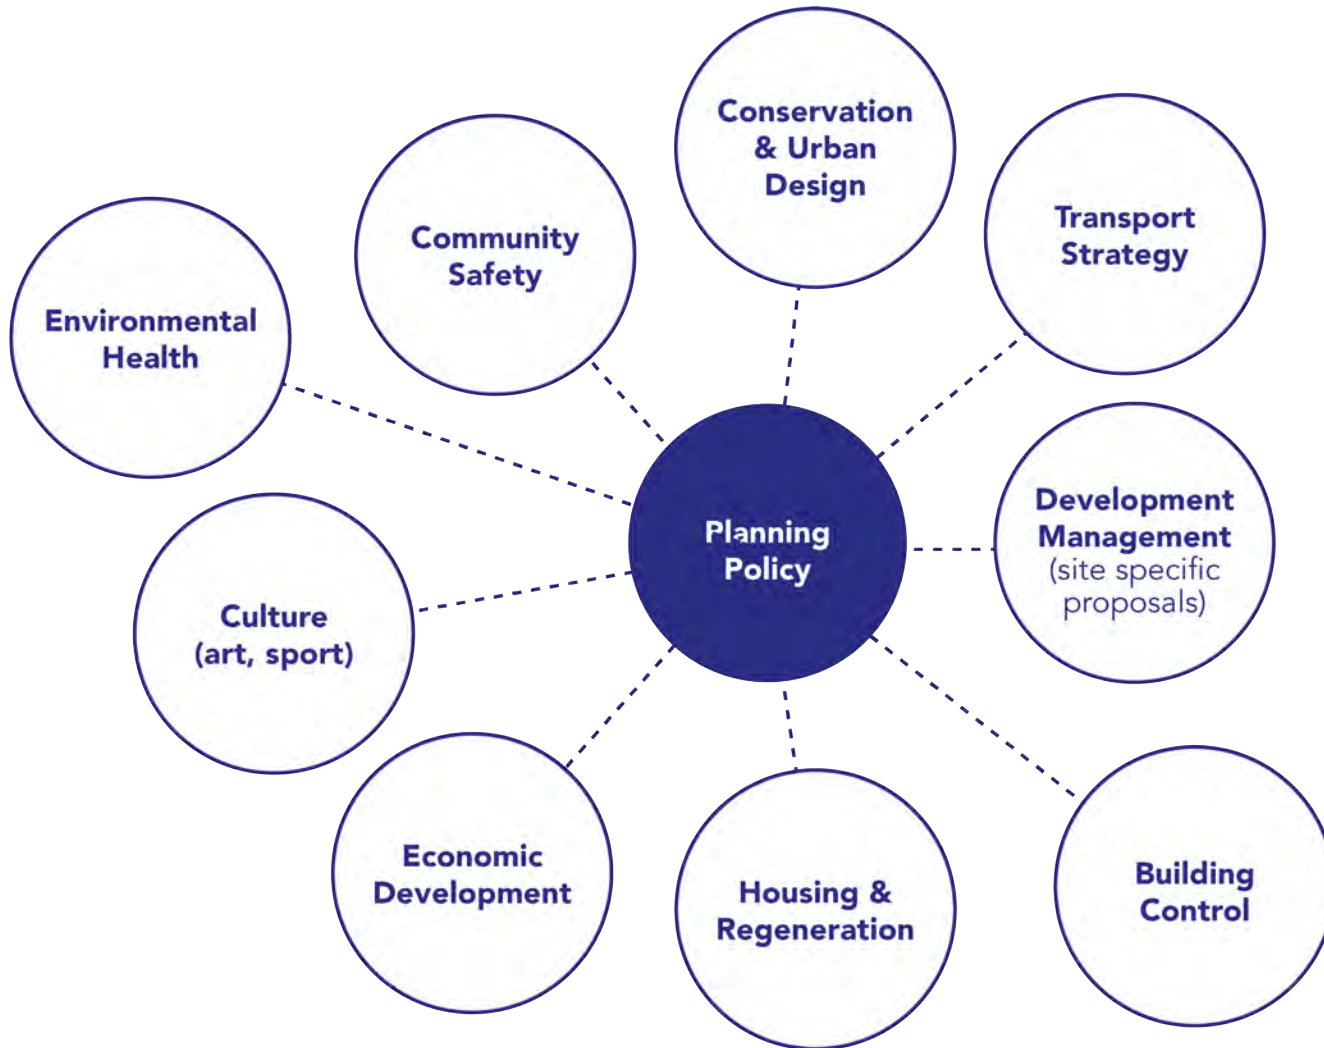 Conservation
& Urban
Design
Transport
Strategy
Community
Safety
Environmental
Health
Planning
Policy
Development
Management
(site specific
proposals)
Culture
(art, sport)
Economic
Development
Housing &
Regeneration
Building
Control